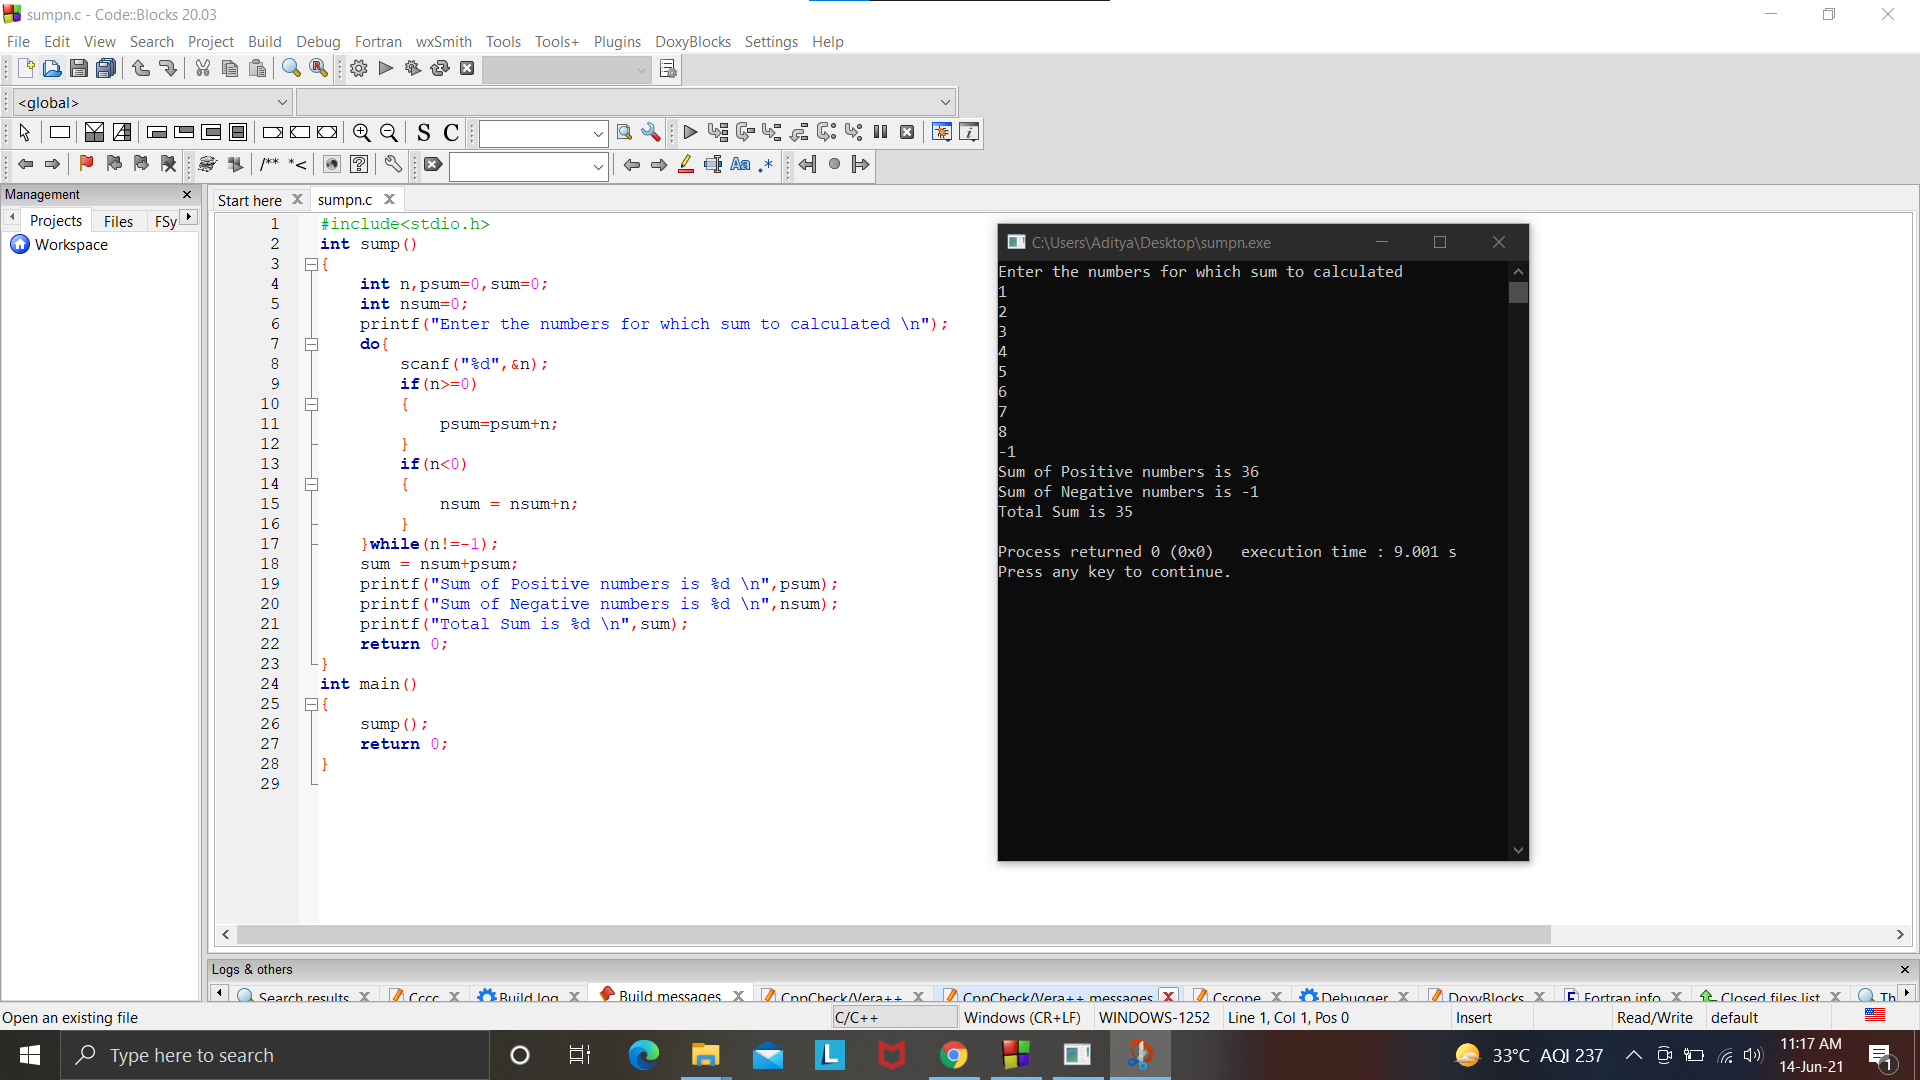 sumpn.c - Code::Blocks 20.03
File Edit View Search Project Build Debug Fortran wxSmith Tools Tools+ Plugins DoxyBlocks Settings Help
<global>
S C
/** *<
Aa .*
Management
Projects Files FSy
Workspace
Start here sumpn.c
1 #include<stdio.h>
2 int sump()
3 {
4 int n,psum=0,sum=0;
5 int nsum=0;
6 printf("Enter the numbers for which sum to calculated \n");
7 do{
8 scanf("%d",&n);
9 if(n>=0)
10 {
11 psum=psum+n;
12 }
13 if(n<0)
14 {
15 nsum = nsum+n;
16 }
17 }while(n!=-1);
18 sum = nsum+psum;
19 printf("Sum of Positive numbers is %d \n",psum);
20 printf("Sum of Negative numbers is %d \n",nsum);
21 printf("Total Sum is %d \n",sum);
22 return 0;
23 }
24 int main()
25 {
26 sump();
27 return 0;
28 }
29
C:\Users\Aditya\Desktop\sumpn.exe
Enter the numbers for which sum to calculated
1
2
3
4
5
6
7
8
-1
Sum of Positive numbers is 36
Sum of Negative numbers is -1
Total Sum is 35
Process returned 0 (0x0) execution time : 9.001 s
Press any key to continue.
Logs & others
Search results Cccc Build log Build messages CppCheck/Vera++ CppCheck/Vera++ messages Cscope Debugger DoxyBlocks Fortran info Closed files list Th
Open an existing file C/C++ Windows (CR+LF) WINDOWS-1252 Line 1, Col 1, Pos 0 Insert Read/Write default
Type here to search
33°C AQI 237
11:17 AM
14-Jun-21
1